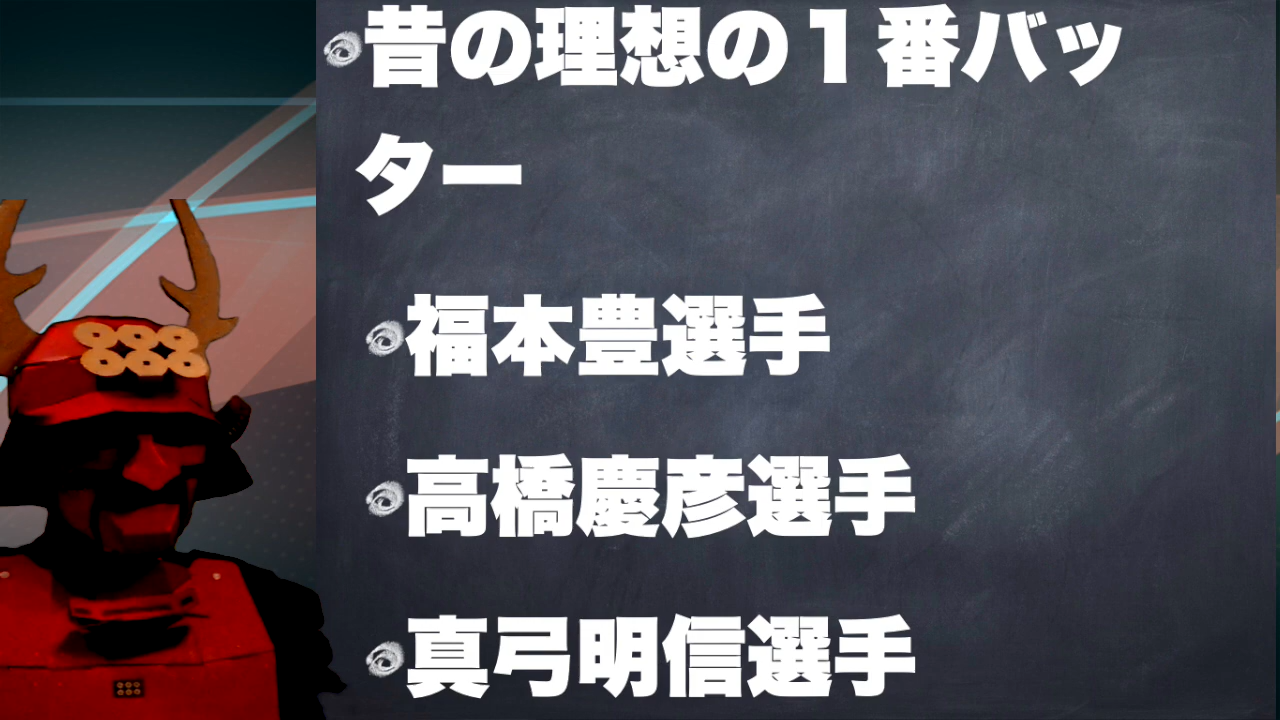 昔の理想の１番バッ
ター
福本豊選手
高橋慶彦選手
真弓明信選手